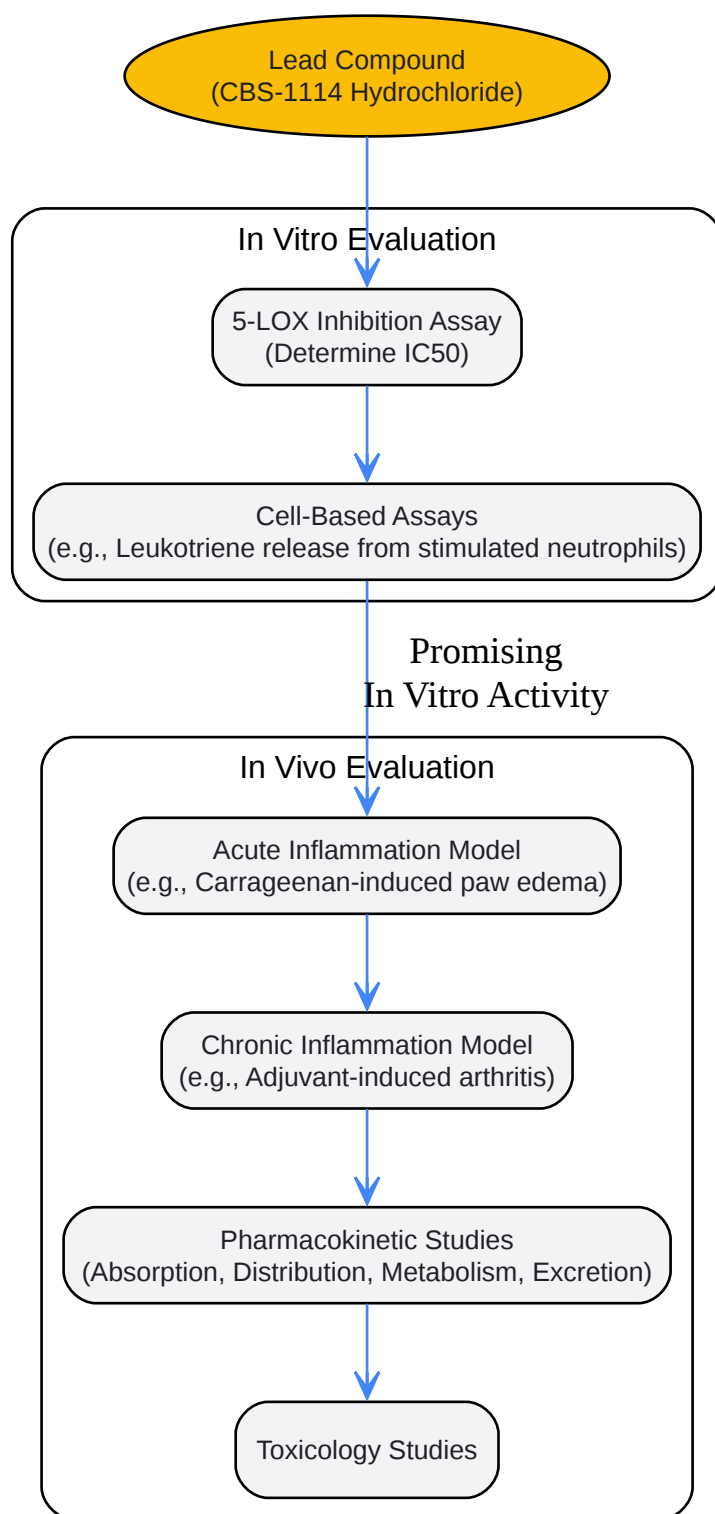 Lead Compound
(CBS-1114 Hydrochloride)
In Vitro Evaluation
5-LOX Inhibition Assay
(Determine IC50)
Cell-Based Assays
(e.g., Leukotriene release from stimulated neutrophils)
Promising
In Vitro Activity
In Vivo Evaluation
Acute Inflammation Model
(e.g., Carrageenan-induced paw edema)
Chronic Inflammation Model
(e.g., Adjuvant-induced arthritis)
Pharmacokinetic Studies
(Absorption, Distribution, Metabolism, Excretion)
Toxicology Studies